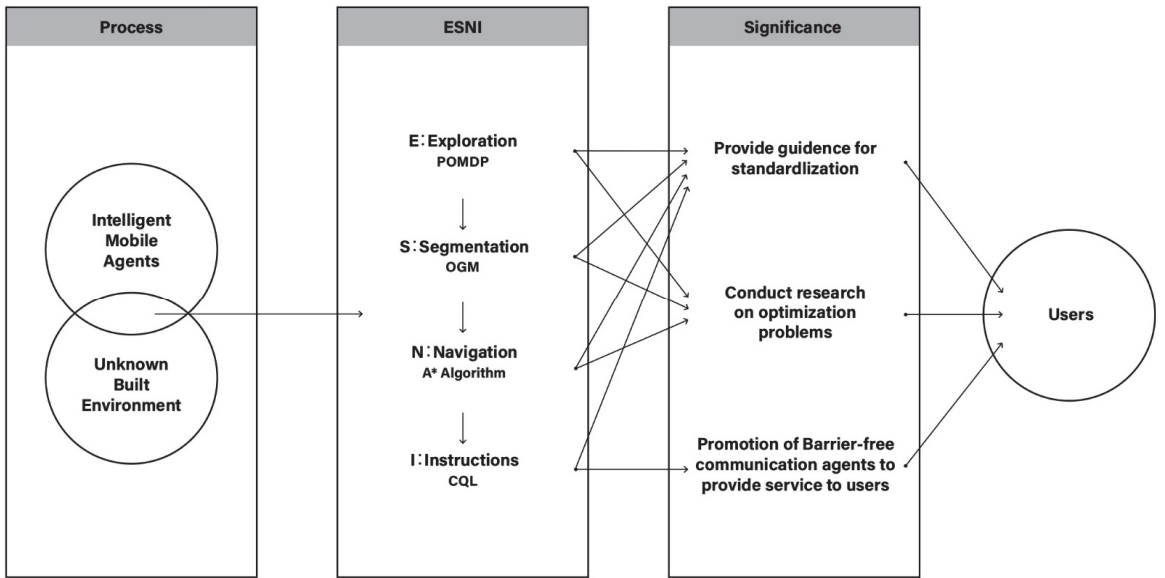 Process
Intelligent
Mobile
Agents
Unknown
Built
Environment
ESNI
E:Exploration
POMDP
S:Segmentation
OGM
N:Navigation
A* Algorithm
I:Instructions
CQL
Significance
Provide guidence for
standardlization
Conduct research
on optimization
problems
Promotion of Barrier-free
communication agents to
provide service to users
Users